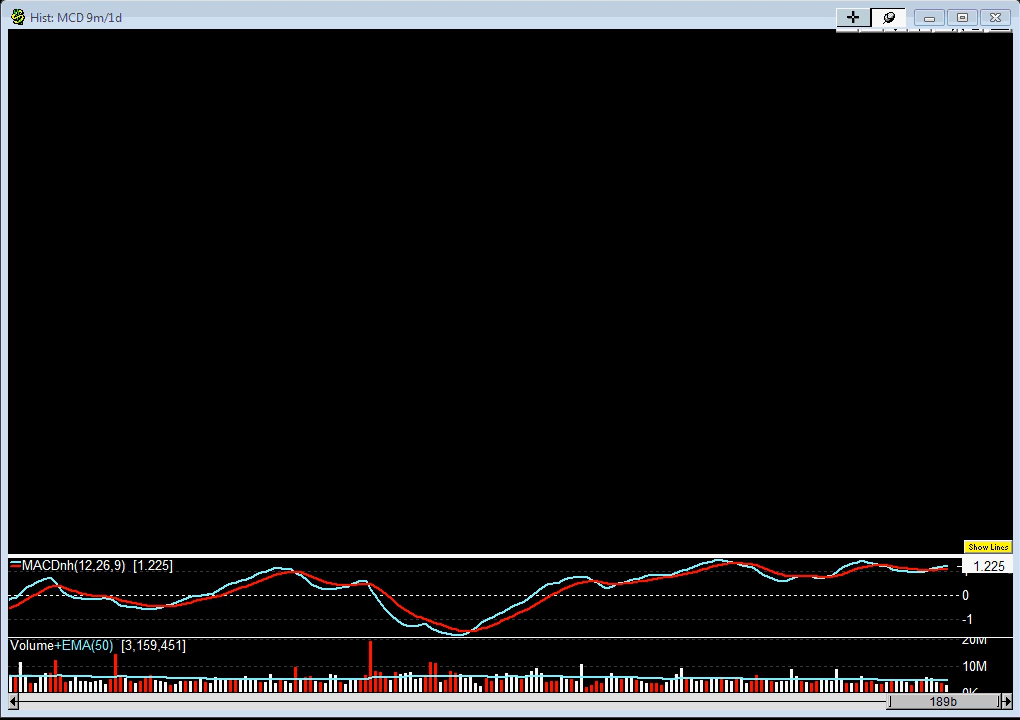 Hist: MCD 9m/1d
Show Lines
MACDnh(12,26,9) [1.225]
1.225
0
-1
Volume+EMA(50) [3,159,451]
20M
10M
0K
189b